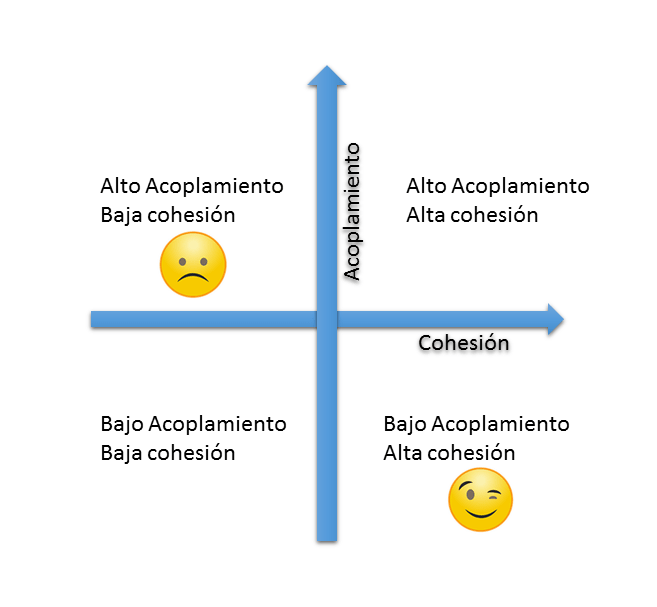 Alto Acoplamiento
Baja cohesión
Acoplamiento
Alto Acoplamiento
Alta cohesión
Cohesión
Bajo Acoplamiento
Baja cohesión
Bajo Acoplamiento
Alta cohesión